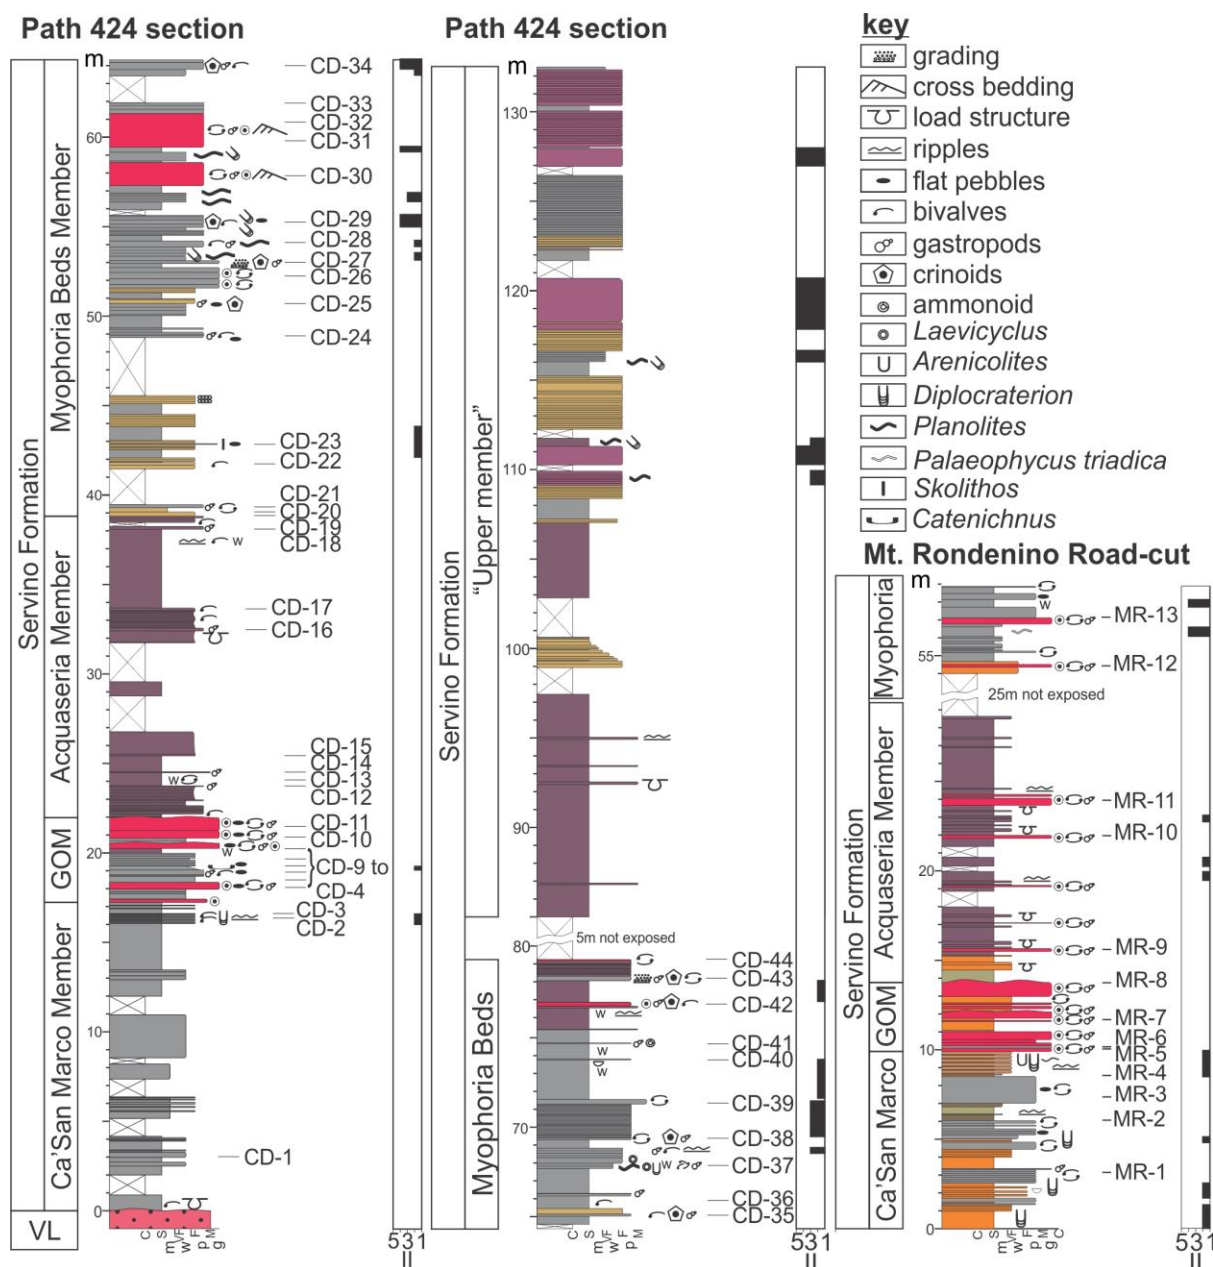 Path 424 section
m
Servino Formation
Myophoria Beds Member
Acquaseria Member
GOM
Ca'San Marco Member
VL
60
50
40
30
20
10
0
CD-34
CD-33
CD-32
CD-31
CD-30
CD-29
CD-28
CD-27
CD-26
CD-25
CD-24
CD-23
CD-22
CD-21
CD-20
CD-19
w
CD-18
CD-17
CD-16
CD-15
CD-14
w
CD-13
CD-12
CD-11
CD-10
w
CD-9 to
CD-4
CD-3
CD-2
CD-1
C S VF F M
m w p g
531
II
Path 424 section
m
Servino Formation
"Upper member"
Myophoria Beds
130
120
110
100
90
80
5m not exposed
70
CD-44
CD-43
CD-42
w
CD-41
w
CD-40
w
CD-39
CD-38
w
CD-37
CD-36
CD-35
C S VF F M
m w p g
531
II
key
grading
cross bedding
load structure
ripples
flat pebbles
bivalves
gastropods
crinoids
ammonoid
Laevicyclus
Arenicolites
Diplocraterion
Planolites
Palaeophycus triadica
Skolithos
Catenichnus
Mt. Rondenino Road-cut
m
Servino Formation
Myophoria
Acquaseria Member
GOM
Ca'San Marco
w
MR-13
55
MR-12
25m not exposed
MR-11
MR-10
20
MR-9
MR-8
MR-7
MR-6
10
MR-5
MR-4
MR-3
MR-2
MR-1
0
C S VF F M C
m w p g
531
II